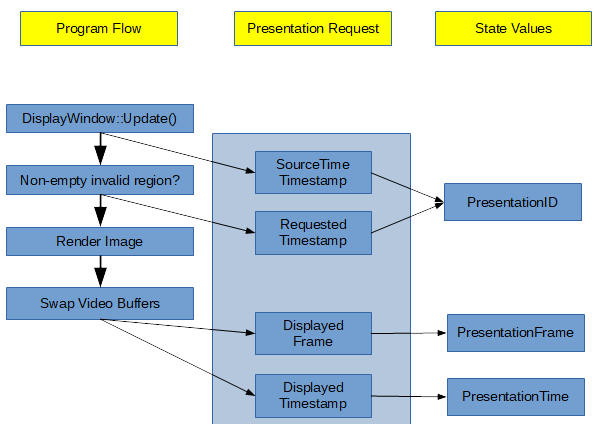 Program Flow
Presentation Request
State Values
DisplayWindow::Update()
Non-empty invalid region?
Render Image
Swap Video Buffers
SourceTime
Timestamp
Requested
Timestamp
Displayed
Frame
Displayed
Timestamp
PresentationID
PresentationFrame
PresentationTime